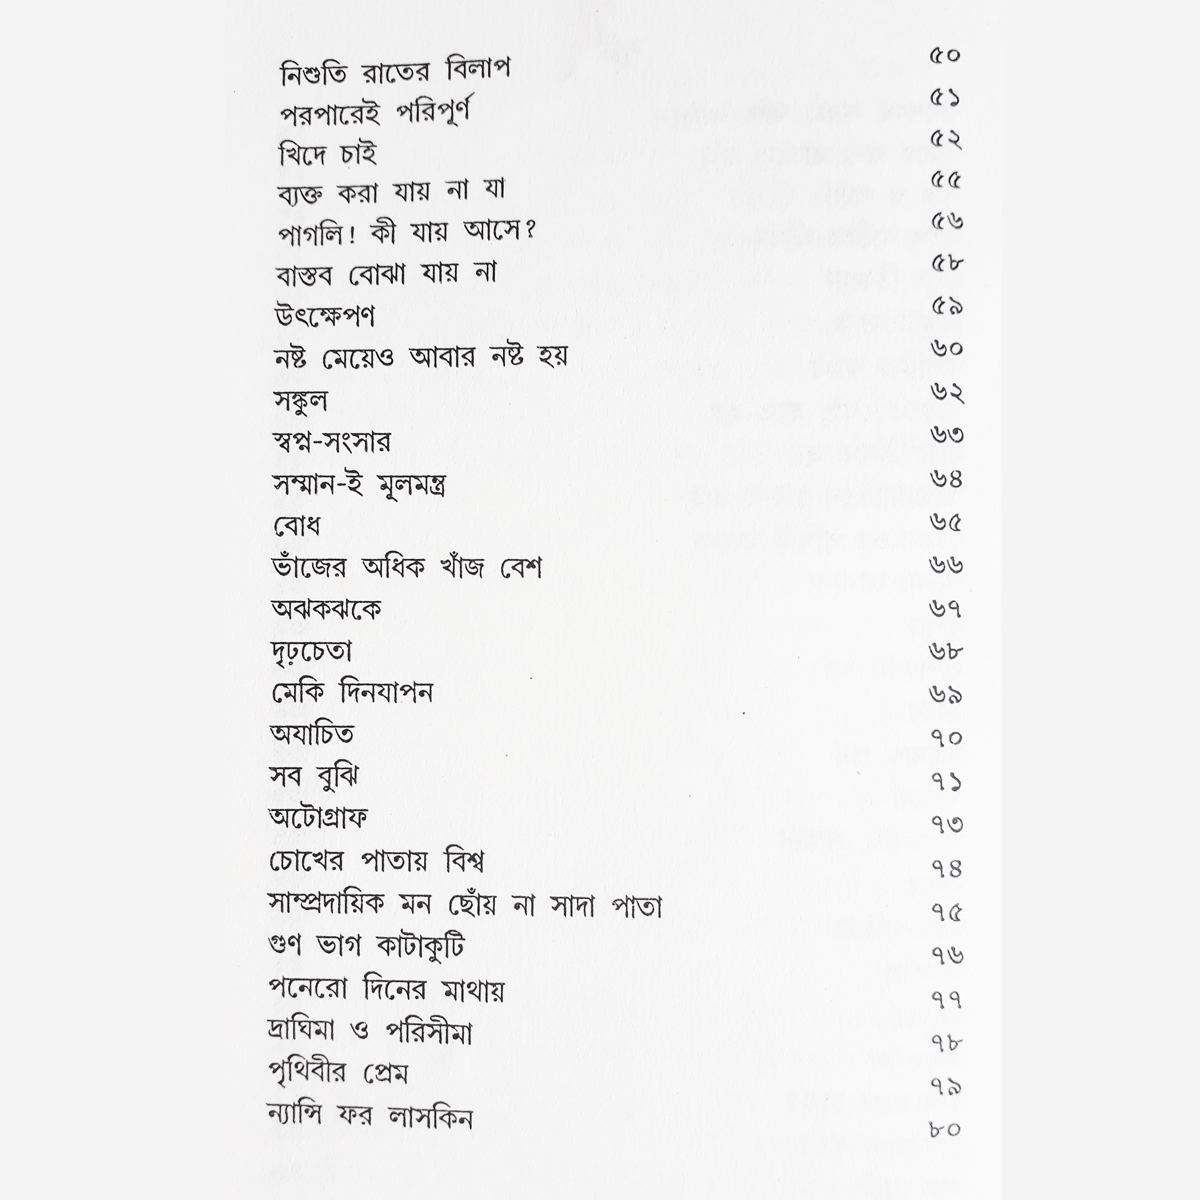 নিশুতি রাতের বিলাপ ৫০
পরপারেই পরিপূর্ণ ৫১
খিদে চাই ৫২
ব্যক্ত করা যায় না যা ৫৫
পাগলি! কী যায় আসে? ৫৬
বাস্তব বোঝা যায় না ৫৮
উৎক্ষেপণ ৫৯
নষ্ট মেয়েও আবার নষ্ট হয় ৬০
সঙ্কুল ৬২
স্বপ্ন-সংসার ৬৩
সম্মান-ই মূলমন্ত্র ৬৪
বোধ ৬৫
ভাঁজের অধিক খাঁজ বেশ ৬৬
অঝকঝকে ৬৭
দৃঢ়চেতা ৬৮
মেকি দিনযাপন ৬৯
অযাচিত ৭০
সব বুঝি ৭১
অটোগ্রাফ ৭৩
চোখের পাতায় বিশ্ব ৭৪
সাম্প্রদায়িক মন ছোঁয় না সাদা পাতা ৭৫
গুণ ভাগ কাটাকুটি ৭৬
পনেরো দিনের মাথায় ৭৭
দ্রাঘিমা ও পরিসীমা ৭৮
পৃথিবীর প্রেম ৭৯
ন্যান্সি ফর লাসকিন ৮০